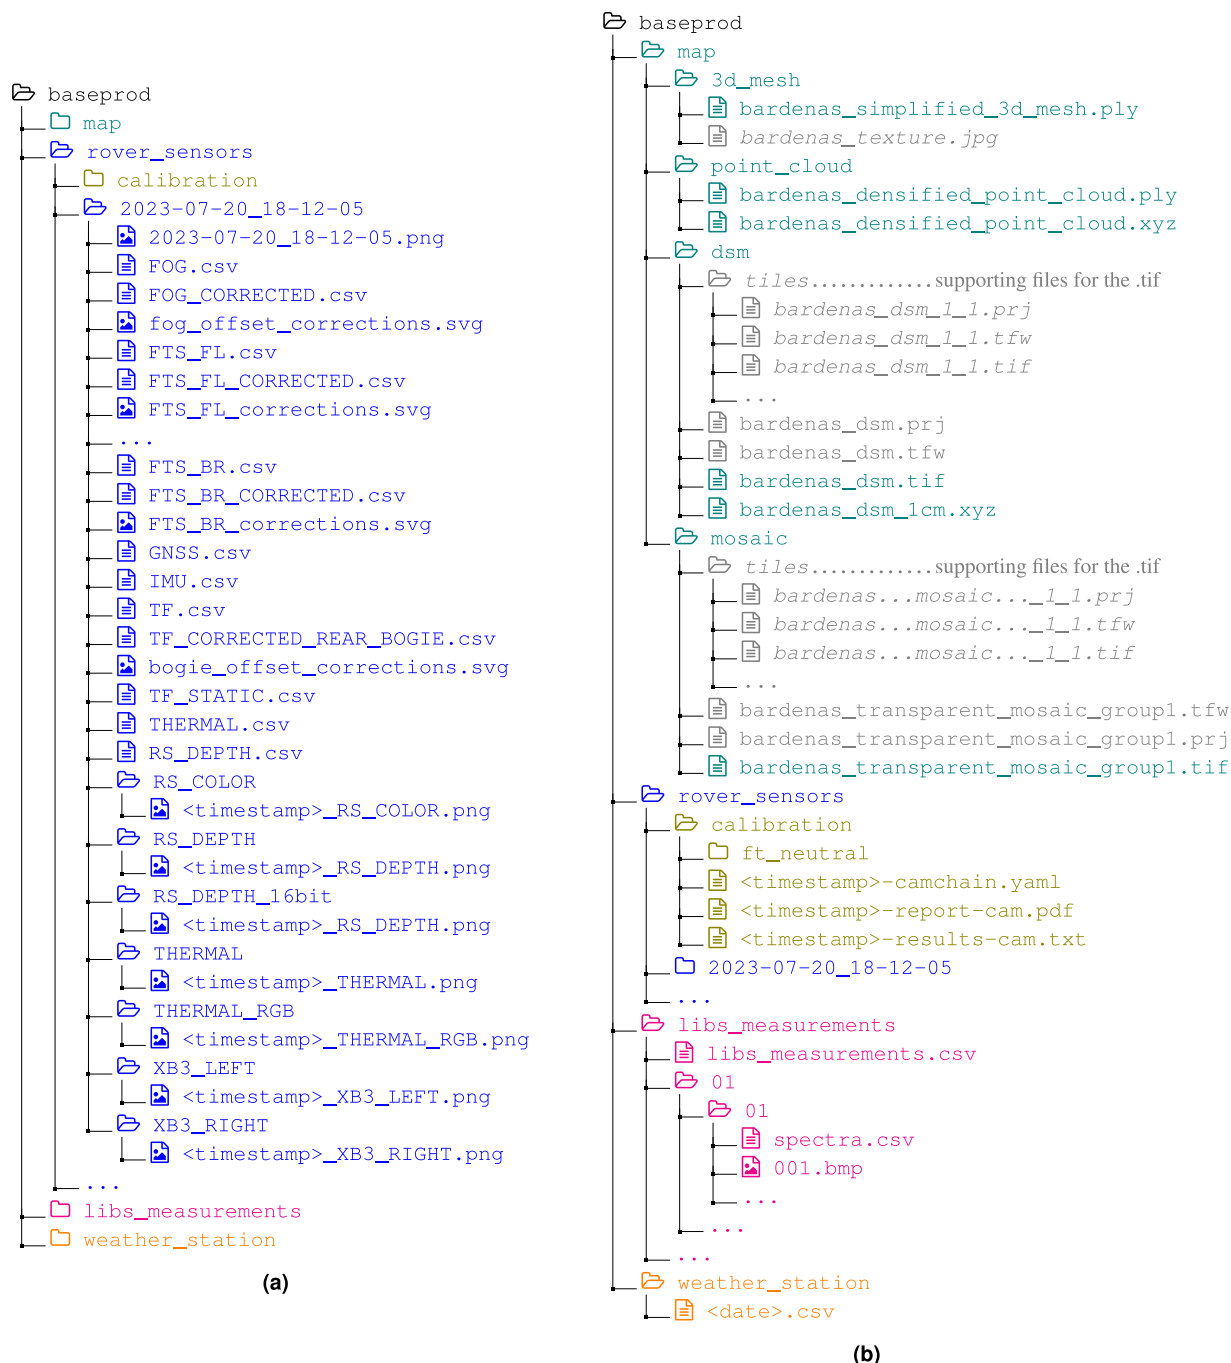 baseprod
map
rover_sensors
calibration
2023-07-20_18-12-05
2023-07-20_18-12-05.png
FOG.csv
FOG_CORRECTED.csv
fog_offset_corrections.svg
FTS_FL.csv
FTS_FL_CORRECTED.csv
FTS_FL_corrections.svg
...
FTS_BR.csv
FTS_BR_CORRECTED.csv
FTS_BR_corrections.svg
GNSS.csv
IMU.csv
TF.csv
TF_CORRECTED_REAR_BOGIE.csv
bogie_offset_corrections.svg
TF_STATIC.csv
THERMAL.csv
RS_DEPTH.csv
RS_COLOR
<timestamp>_RS_COLOR.png
RS_DEPTH
<timestamp>_RS_DEPTH.png
RS_DEPTH_16bit
<timestamp>_RS_DEPTH.png
THERMAL
<timestamp>_THERMAL.png
THERMAL_RGB
<timestamp>_THERMAL_RGB.png
XB3_LEFT
<timestamp>_XB3_LEFT.png
XB3_RIGHT
<timestamp>_XB3_RIGHT.png
...
libs_measurements
weather_station
(a)
baseprod
map
3d_mesh
bardenas_simplified_3d_mesh.ply
bardenas_texture.jpg
point_cloud
bardenas_densified_point_cloud.ply
bardenas_densified_point_cloud.xyz
dsm
tiles.............supporting files for the .tif
bardenas_dsm_1_1.prj
bardenas_dsm_1_1.tfw
bardenas_dsm_1_1.tif
...
bardenas_dsm.prj
bardenas_dsm.tfw
bardenas_dsm.tif
bardenas_dsm_1cm.xyz
mosaic
tiles.............supporting files for the .tif
bardenas...mosaic..._1_1.prj
bardenas...mosaic..._1_1.tfw
bardenas...mosaic..._1_1.tif
...
bardenas_transparent_mosaic_group1.tfw
bardenas_transparent_mosaic_group1.prj
bardenas_transparent_mosaic_group1.tif
rover_sensors
calibration
ft_neutral
<timestamp>-camchain.yaml
<timestamp>-report-cam.pdf
<timestamp>-results-cam.txt
2023-07-20_18-12-05
...
libs_measurements
libs_measurements.csv
01
01
spectra.csv
001.bmp
...
...
...
weather_station
<date>.csv
(b)